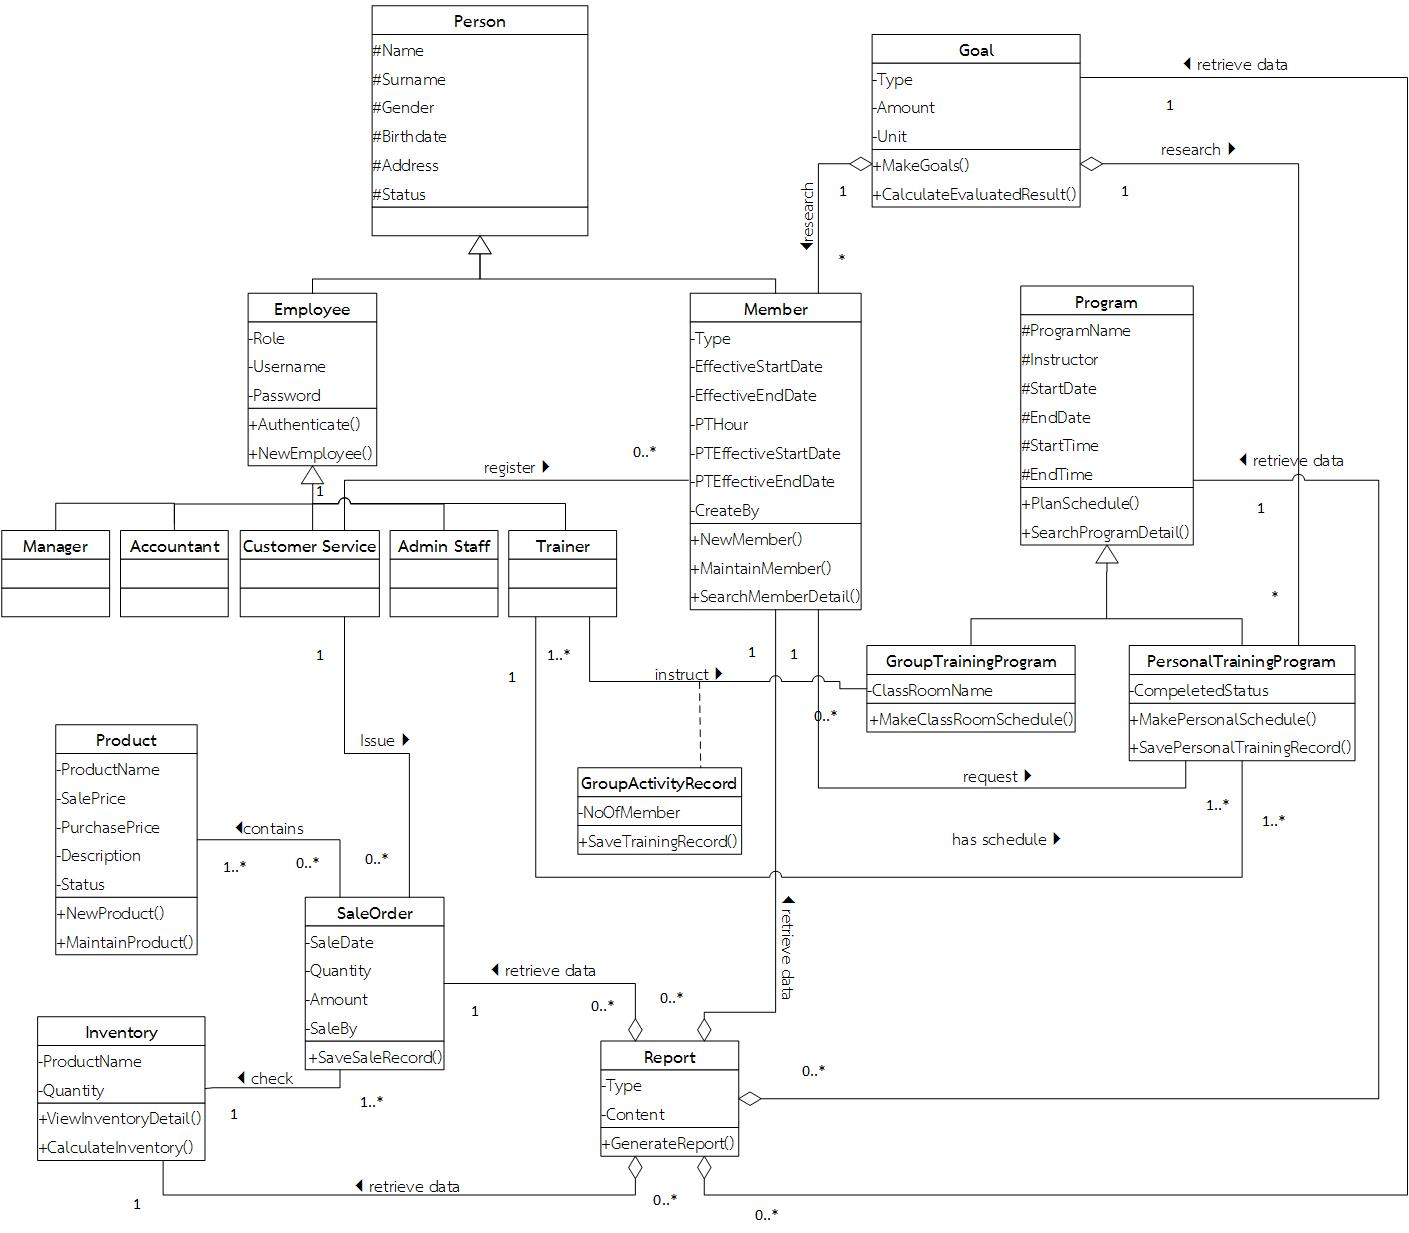 Person
#Name
#Surname
#Gender
#Birthdate
#Address
#Status
Goal
-Type
-Amount
-Unit
+MakeGoals()
+CalculateEvaluatedResult()
retrieve data
1
research
1
research
1
*
Employee
-Role
-Username
-Password
+Authenticate()
+NewEmployee()
Member
-Type
-EffectiveStartDate
-EffectiveEndDate
-PTHour
-PTEffectiveStartDate
-PTEffectiveEndDate
-CreateBy
+NewMember()
+MaintainMember()
+SearchMemberDetail()
Program
#ProgramName
#Instructor
#StartDate
#EndDate
#StartTime
#EndTime
+PlanSchedule()
+SearchProgramDetail()
register
0..*
1
retrieve data
1
*
Manager
Accountant
Customer Service
Admin Staff
Trainer
1
1
1..*
instruct
1
1
0..*
GroupTrainingProgram
-ClassRoomName
+MakeClassRoomSchedule()
PersonalTrainingProgram
-CompeletedStatus
+MakePersonalSchedule()
+SavePersonalTrainingRecord()
Issue
request
1..*
1..*
has schedule
Product
-ProductName
-SalePrice
-PurchasePrice
-Description
-Status
+NewProduct()
+MaintainProduct()
GroupActivityRecord
-NoOfMember
+SaveTrainingRecord()
contains
1..*
0..*
0..*
SaleOrder
-SaleDate
-Quantity
-Amount
-SaleBy
+SaveSaleRecord()
retrieve data
1
0..*
0..*
retrieve data
Inventory
-ProductName
-Quantity
+ViewInventoryDetail()
+CalculateInventory()
check
1
1..*
Report
-Type
-Content
+GenerateReport()
0..*
retrieve data
1
0..*
0..*